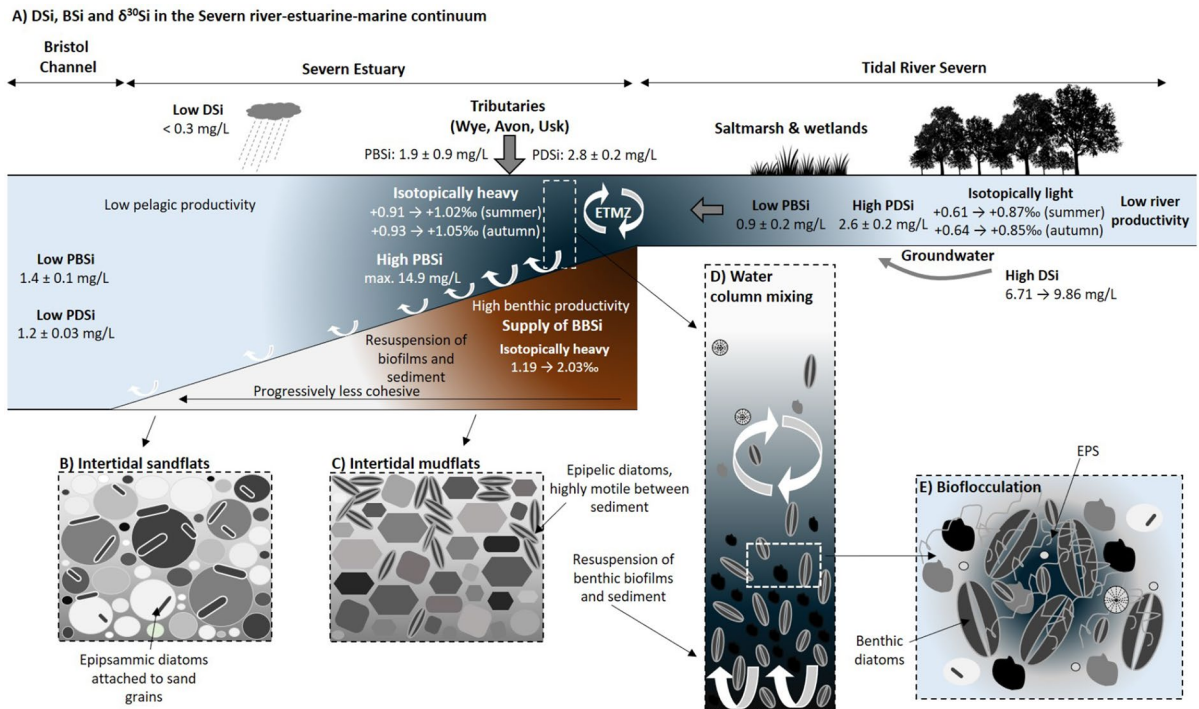 A) DSi, BSi and δ³⁰Si in the Severn river-estuarine-marine continuum
Bristol
Channel
Severn Estuary
Tidal River Severn
Low DSi
< 0.3 mg/L
Tributaries
(Wye, Avon, Usk)
PBSi: 1.9 ± 0.9 mg/L
PDSi: 2.8 ± 0.2 mg/L
Saltmarsh & wetlands
Low pelagic productivity
Isotopically heavy
+0.91 → +1.02‰ (summer)
+0.93 → +1.05‰ (autumn)
ETMZ
Low PBSi
0.9 ± 0.2 mg/L
High PDSi
2.6 ± 0.2 mg/L
Isotopically light
+0.61 → +0.87‰ (summer)
+0.64 → +0.85‰ (autumn)
Low river
productivity
Low PBSi
1.4 ± 0.1 mg/L
Low PDSi
1.2 ± 0.03 mg/L
High PBSi
max. 14.9 mg/L
Groundwater
High DSi
6.71 → 9.86 mg/L
High benthic productivity
Supply of BBSi
Isotopically heavy
1.19 → 2.03‰
Resuspension of
biofilms and
sediment
Progressively less cohesive
D) Water
column mixing
B) Intertidal sandflats
Epipsammic diatoms
attached to sand
grains
C) Intertidal mudflats
Epipelic diatoms,
highly motile between
sediment
Resuspension of
benthic biofilms
and sediment
EPS
E) Bioflocculation
Benthic
diatoms